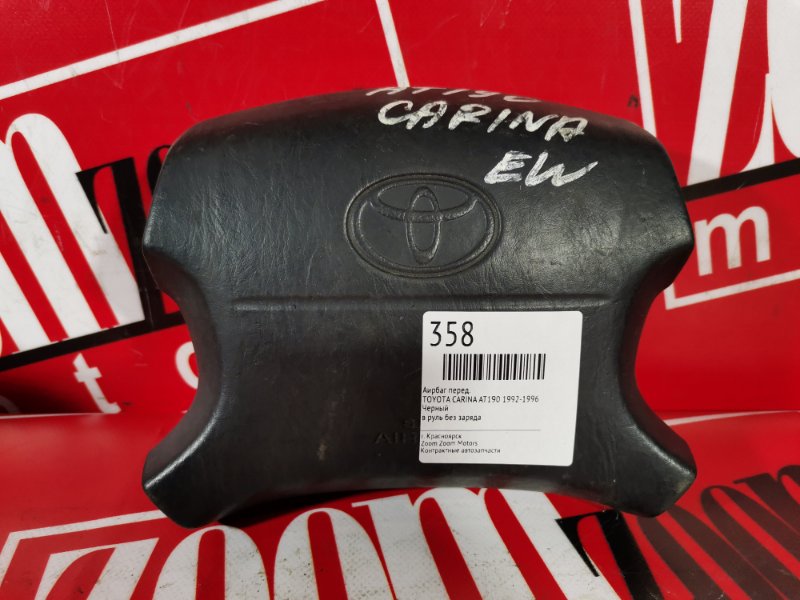 AT190
CARINA
EW
358
Аирбаг перед.
TOYOTA CARINA AT190 1992-1996
Черный
в руль без заряда
г. Красноярск
Zoom Zoom Motors
Контрактные автозапчасти
zoom